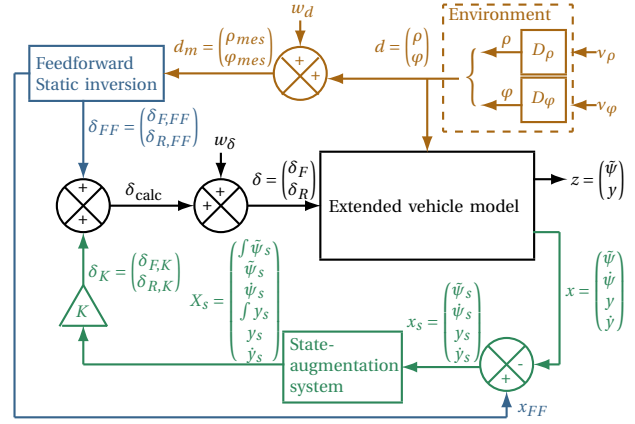 Environment
w_d
d_m = (ρ_mes
φ_mes)
d = (ρ
φ)
ρ
D_ρ
ν_ρ
φ
D_φ
ν_φ
+
+
Feedforward
Static inversion
δ_FF = (δ_F,FF
δ_R,FF)
w_δ
+
+
δ_calc
+
+
δ = (δ_F
δ_R)
Extended vehicle model
z = (ψ̃
y)
δ_K = (δ_F,K
δ_R,K)
K
X_s = (∫ψ̃_s
ψ̃_s
ψ̇_s
∫y_s
y_s
ẏ_s)
x_s = (ψ̃_s
ψ̇_s
y_s
ẏ_s)
x = (ψ̃
ψ̇
y
ẏ)
State-
augmentation
system
-
+
x_FF